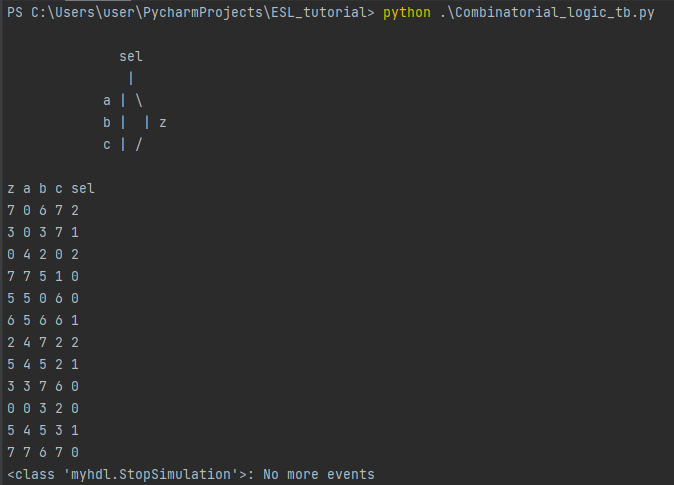 PS C:\Users\user\PycharmProjects\ESL_tutorial> python .\Combinatorial_logic_tb.py
sel
|
a | \
b |  | z
c | /
z a b c sel
7 0 6 7 2
3 0 3 7 1
0 4 2 0 2
7 7 5 1 0
5 5 0 6 0
6 5 6 6 1
2 4 7 2 2
5 4 5 2 1
3 3 7 6 0
0 0 3 2 0
5 4 5 3 1
7 7 6 7 0
<class 'myhdl.StopSimulation'>: No more events